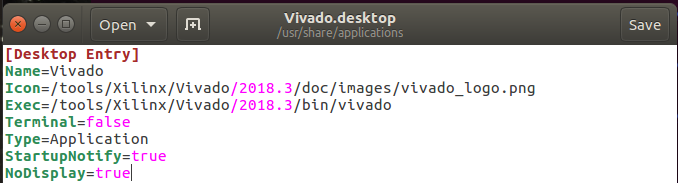 Open
Vivado.desktop
/usr/share/applications
Save
[Desktop Entry]
Name=Vivado
Icon=/tools/Xilinx/Vivado/2018.3/doc/images/vivado_logo.png
Exec=/tools/Xilinx/Vivado/2018.3/bin/vivado
Terminal=false
Type=Application
StartupNotify=true
NoDisplay=true